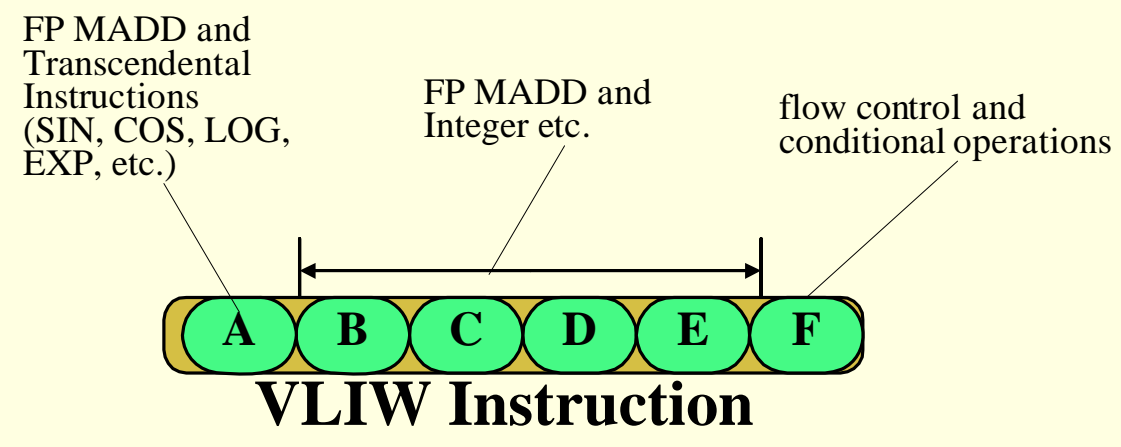 FP MADD and
Transcendental
Instructions
(SIN, COS, LOG,
EXP, etc.)
FP MADD and
Integer etc.
flow control and
conditional operations
A B C D E F
VLIW Instruction